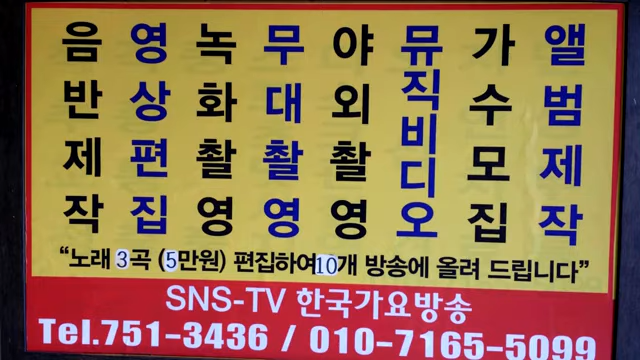 음반제작
영상편집
녹화촬영
무대촬영
야외촬영
뮤직비디오
가수모집
앨범제작
“노래 3곡 (5만원) 편집하여10개 방송에 올려 드립니다”
SNS-TV 한국가요방송
Tel.751-3436 / 010-7165-5099